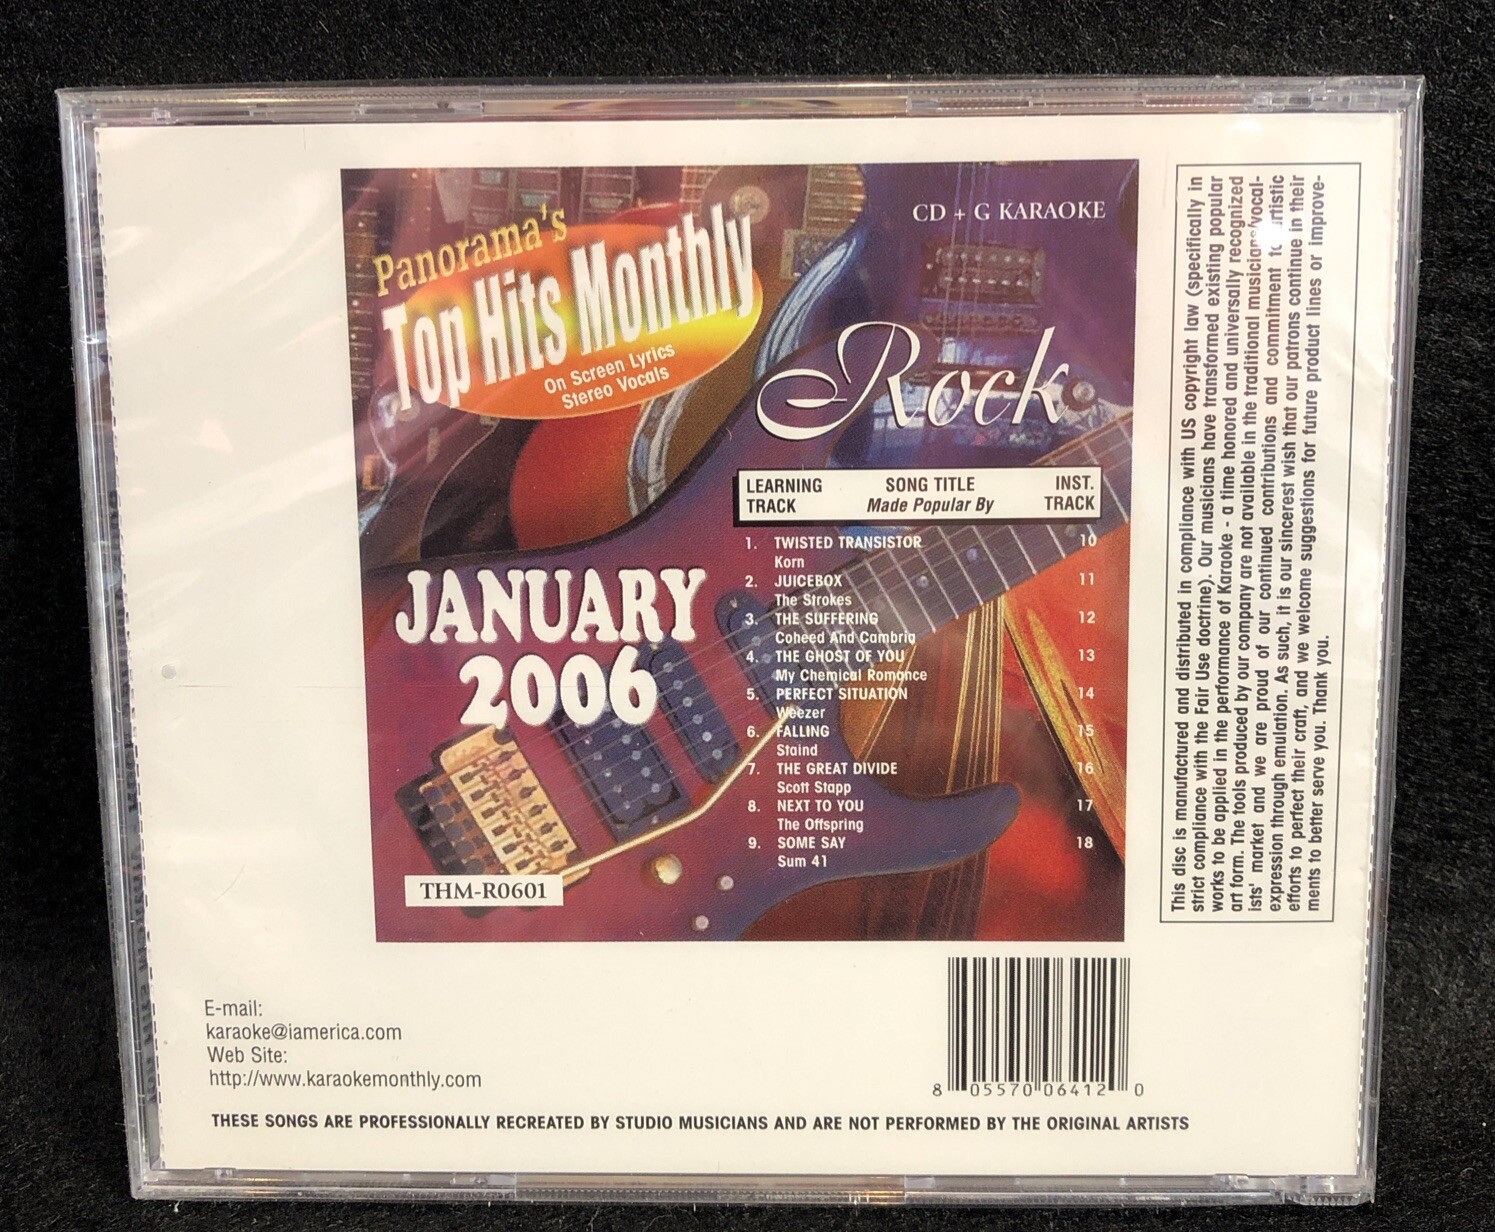 Panorama's
Top Hits Monthly
On Screen Lyrics
Stereo Vocals
CD + G KARAOKE
Rock
LEARNING TRACK SONG TITLE Made Popular By INST. TRACK
1. TWISTED TRANSISTOR 10
Korn
2. JUICEBOX 11
The Strokes
3. THE SUFFERING 12
Coheed And Cambria
4. THE GHOST OF YOU 13
My Chemical Romance
5. PERFECT SITUATION 14
Weezer
6. FALLING 15
Staind
7. THE GREAT DIVIDE 16
Scott Stapp
8. NEXT TO YOU 17
The Offspring
9. SOME SAY 18
Sum 41
JANUARY
2006
THM-R0601
This disc is manufactured and distributed in compliance with US copyright law (specifically in
strict compliance with the Fair Use doctrine). Our musicians have transformed existing popular
works to be applied in the performance of Karaoke - a time honored and universally recognized
art form. The tools produced by our company are not available in the traditional musicians/vocal-
ists' market and we are proud of our continued contributions and commitment to artistic
expression through emulation. As such, it is our sincerest wish that our patrons continue in their
efforts to perfect their craft, and we welcome suggestions for future product lines or improve-
ments to better serve you. Thank you.
E-mail:
karaoke@iamerica.com
Web Site:
http://www.karaokemonthly.com
8 05570 06412 0
THESE SONGS ARE PROFESSIONALLY RECREATED BY STUDIO MUSICIANS AND ARE NOT PERFORMED BY THE ORIGINAL ARTISTS